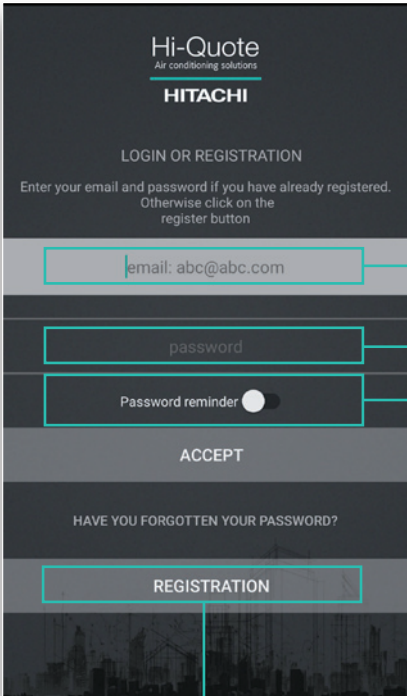 Hi-Quote
Air conditioning solutions
HITACHI
LOGIN OR REGISTRATION
Enter your email and password if you have already registered.
Otherwise click on the
register button
email: abc@abc.com
password
Password reminder
ACCEPT
HAVE YOU FORGOTTEN YOUR PASSWORD?
REGISTRATION